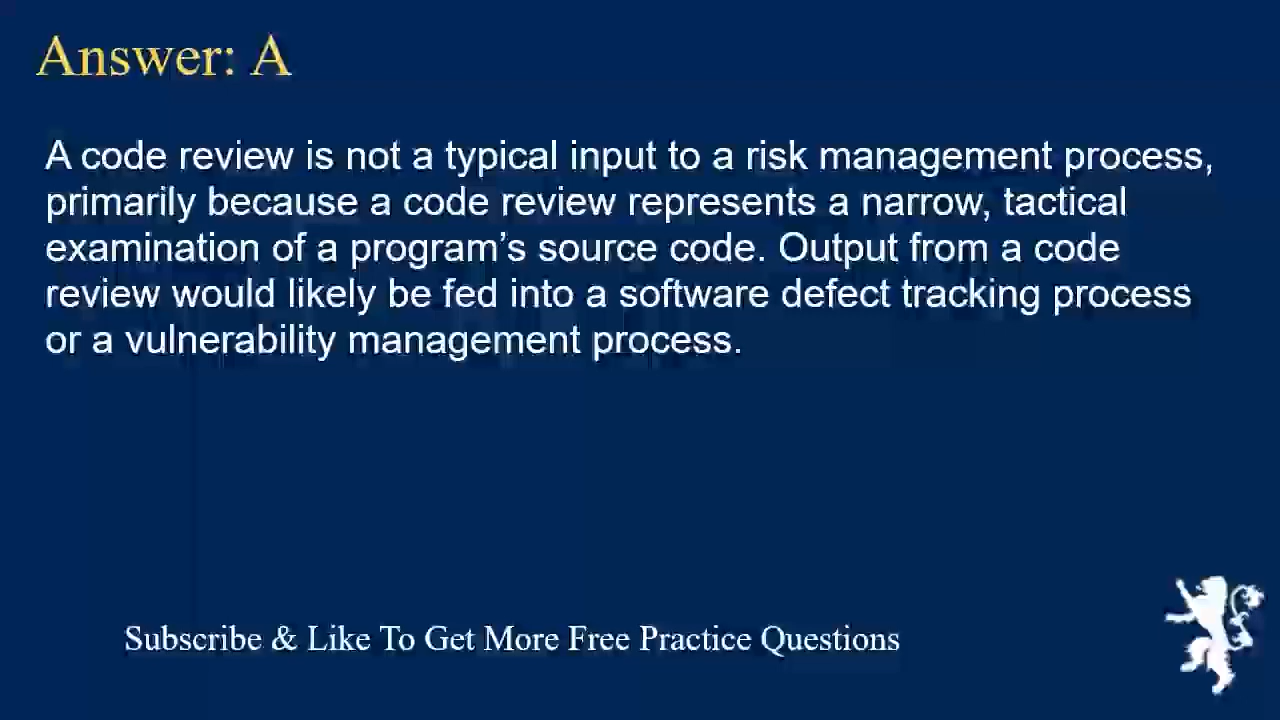 Answer: A
A code review is not a typical input to a risk management process,
primarily because a code review represents a narrow, tactical
examination of a program’s source code. Output from a code
review would likely be fed into a software defect tracking process
or a vulnerability management process.
Subscribe & Like To Get More Free Practice Questions